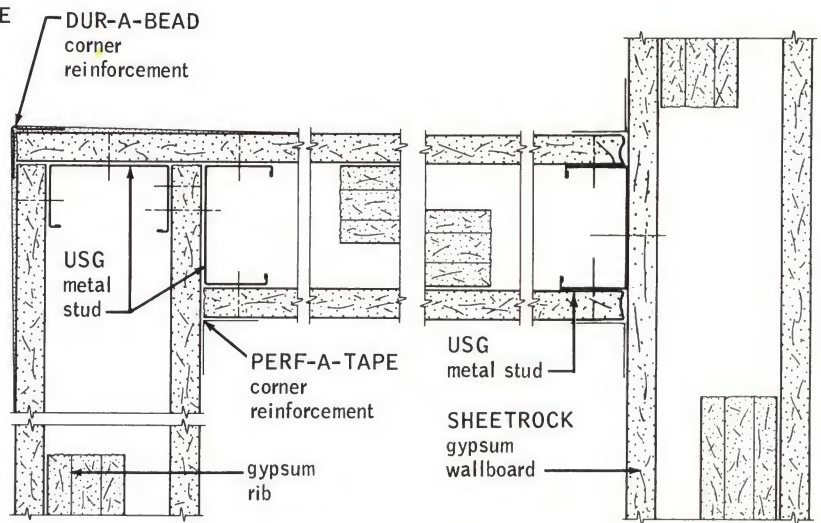 E
DUR-A-BEAD
corner
reinforcement
USG
metal
stud
PERF-A-TAPE
corner
reinforcement
gypsum
rib
USG
metal stud
SHEETROCK
gypsum
wallboard